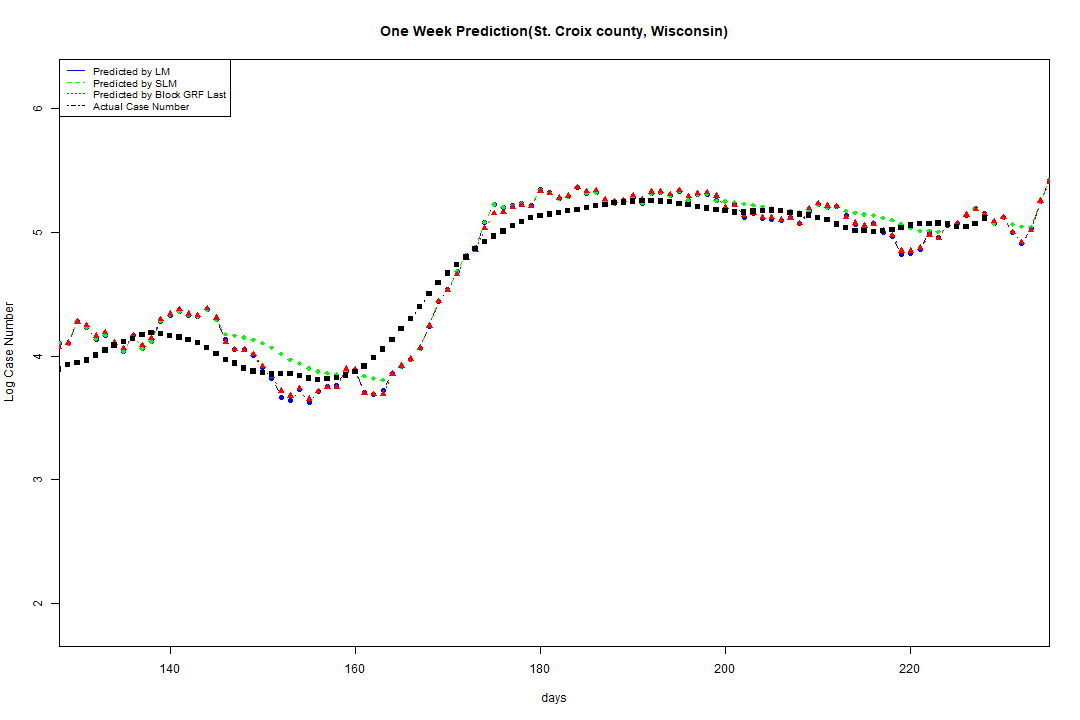 One Week Prediction(St. Croix county, Wisconsin)
Predicted by LM
Predicted by SLM
Predicted by Block GRF Last
Actual Case Number
6
5
4
3
2
Log Case Number
140 160 180 200 220
days